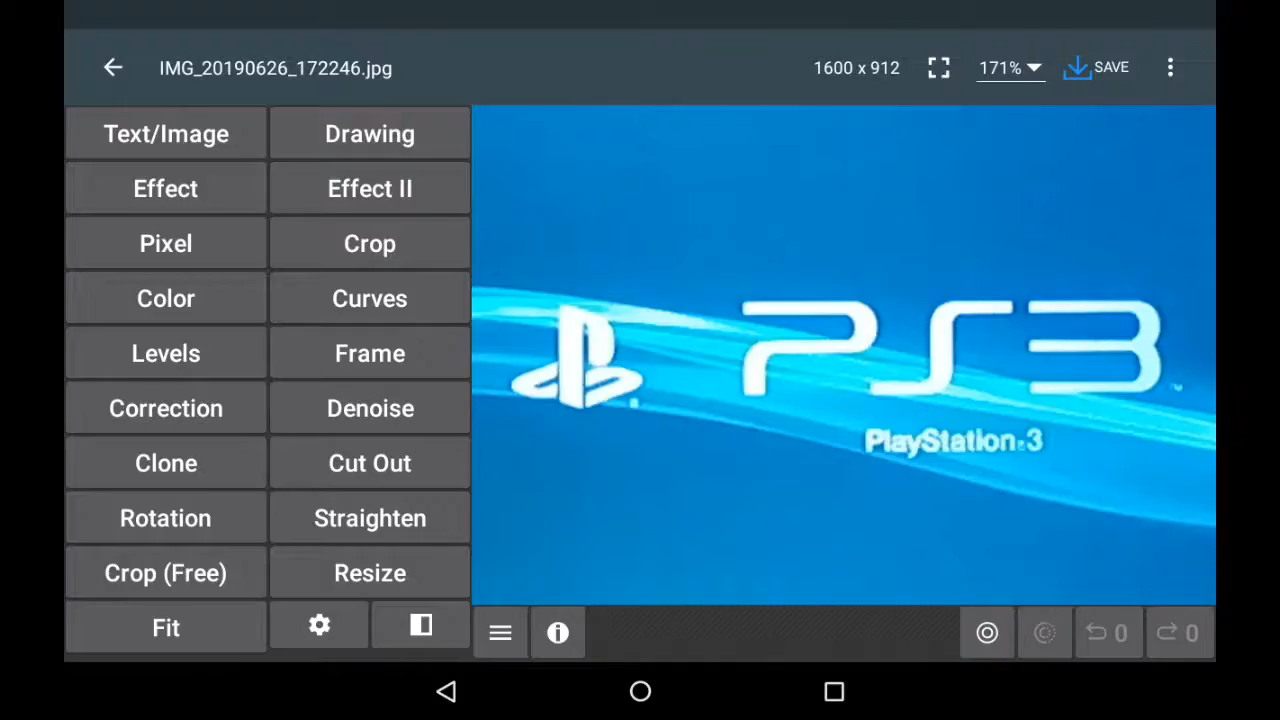 IMG_20190626_172246.jpg 1600 x 912 171% SAVE
Text/Image Drawing
Effect Effect II
Pixel Crop
Color Curves
Levels Frame
Correction Denoise
Clone Cut Out
Rotation Straighten
Crop (Free) Resize
Fit
PS3 ™
PlayStation®3
0 0